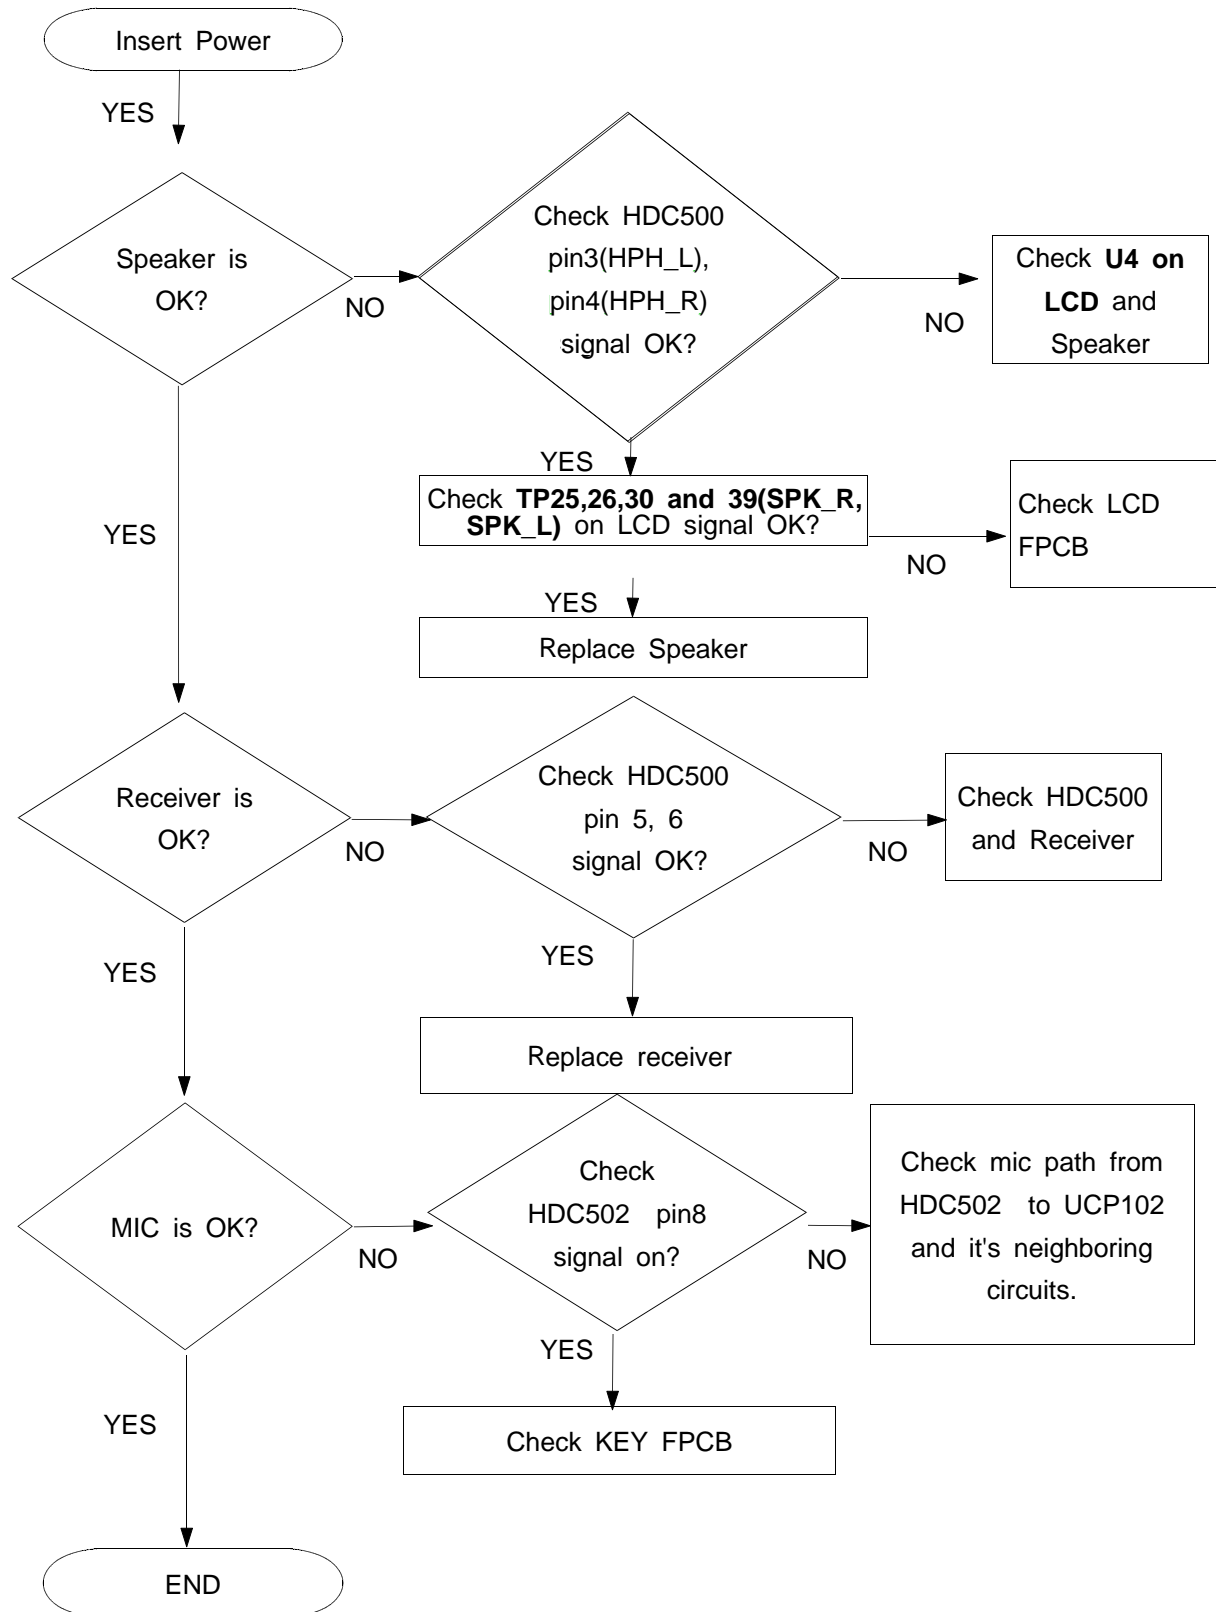 Insert Power
YES
Speaker is
OK?
NO
Check HDC500
pin3(HPH_L),
pin4(HPH_R)
signal OK?
NO
Check U4 on
LCD and
Speaker
YES
Check TP25,26,30 and 39(SPK_R,
SPK_L) on LCD signal OK?
NO
Check LCD
FPCB
YES
Replace Speaker
YES
Receiver is
OK?
NO
Check HDC500
pin 5, 6
signal OK?
NO
Check HDC500
and Receiver
YES
Replace receiver
YES
MIC is OK?
NO
Check
HDC502 pin8
signal on?
NO
Check mic path from
HDC502 to UCP102
and it's neighboring
circuits.
YES
Check KEY FPCB
YES
END